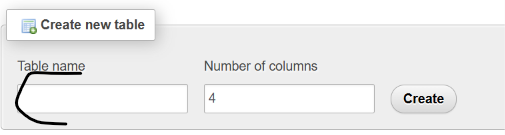 Create new table
Table name
Number of columns
4
Create